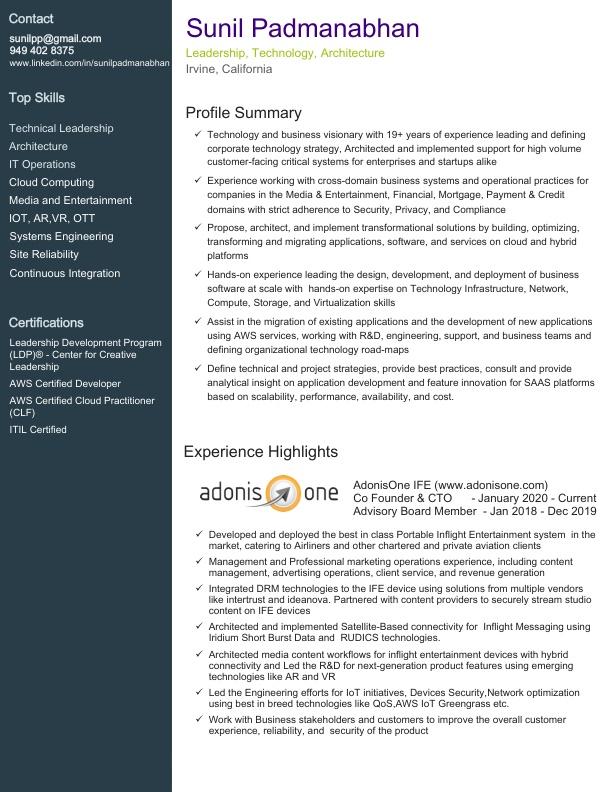 Contact
sunilpp@gmail.com
949 402 8375
www.linkedin.com/in/sunilpadmanabhan
Top Skills
Technical Leadership
Architecture
IT Operations
Cloud Computing
Media and Entertainment
IOT, AR,VR, OTT
Systems Engineering
Site Reliability
Continuous Integration
Certifications
Leadership Development Program
(LDP)® - Center for Creative
Leadership
AWS Certified Developer
AWS Certified Cloud Practitioner
(CLF)
ITIL Certified
Sunil Padmanabhan
Leadership, Technology, Architecture
Irvine, California
Profile Summary
✓ Technology and business visionary with 19+ years of experience leading and defining
corporate technology strategy, Architected and implemented support for high volume
customer-facing critical systems for enterprises and startups alike
✓ Experience working with cross-domain business systems and operational practices for
companies in the Media & Entertainment, Financial, Mortgage, Payment & Credit
domains with strict adherence to Security, Privacy, and Compliance
✓ Propose, architect, and implement transformational solutions by building, optimizing,
transforming and migrating applications, software, and services on cloud and hybrid
platforms
✓ Hands-on experience leading the design, development, and deployment of business
software at scale with hands-on expertise on Technology Infrastructure, Network,
Compute, Storage, and Virtualization skills
✓ Assist in the migration of existing applications and the development of new applications
using AWS services, working with R&D, engineering, support, and business teams and
defining organizational technology road-maps
✓ Define technical and project strategies, provide best practices, consult and provide
analytical insight on application development and feature innovation for SAAS platforms
based on scalability, performance, availability, and cost.
Experience Highlights
adonis one
AdonisOne IFE (www.adonisone.com)
Co Founder & CTO - January 2020 - Current
Advisory Board Member - Jan 2018 - Dec 2019
✓ Developed and deployed the best in class Portable Inflight Entertainment system in the
market, catering to Airliners and other chartered and private aviation clients
✓ Management and Professional marketing operations experience, including content
management, advertising operations, client service, and revenue generation
✓ Integrated DRM technologies to the IFE device using solutions from multiple vendors
like intertrust and ideanova. Partnered with content providers to securely stream studio
content on IFE devices
✓ Architected and implemented Satellite-Based connectivity for Inflight Messaging using
Iridium Short Burst Data and RUDICS technologies.
✓ Architected media content workflows for inflight entertainment devices with hybrid
connectivity and Led the R&D for next-generation product features using emerging
technologies like AR and VR
✓ Led the Engineering efforts for IoT initiatives, Devices Security,Network optimization
using best in breed technologies like QoS,AWS IoT Greengrass etc.
✓ Work with Business stakeholders and customers to improve the overall customer
experience, reliability, and security of the product